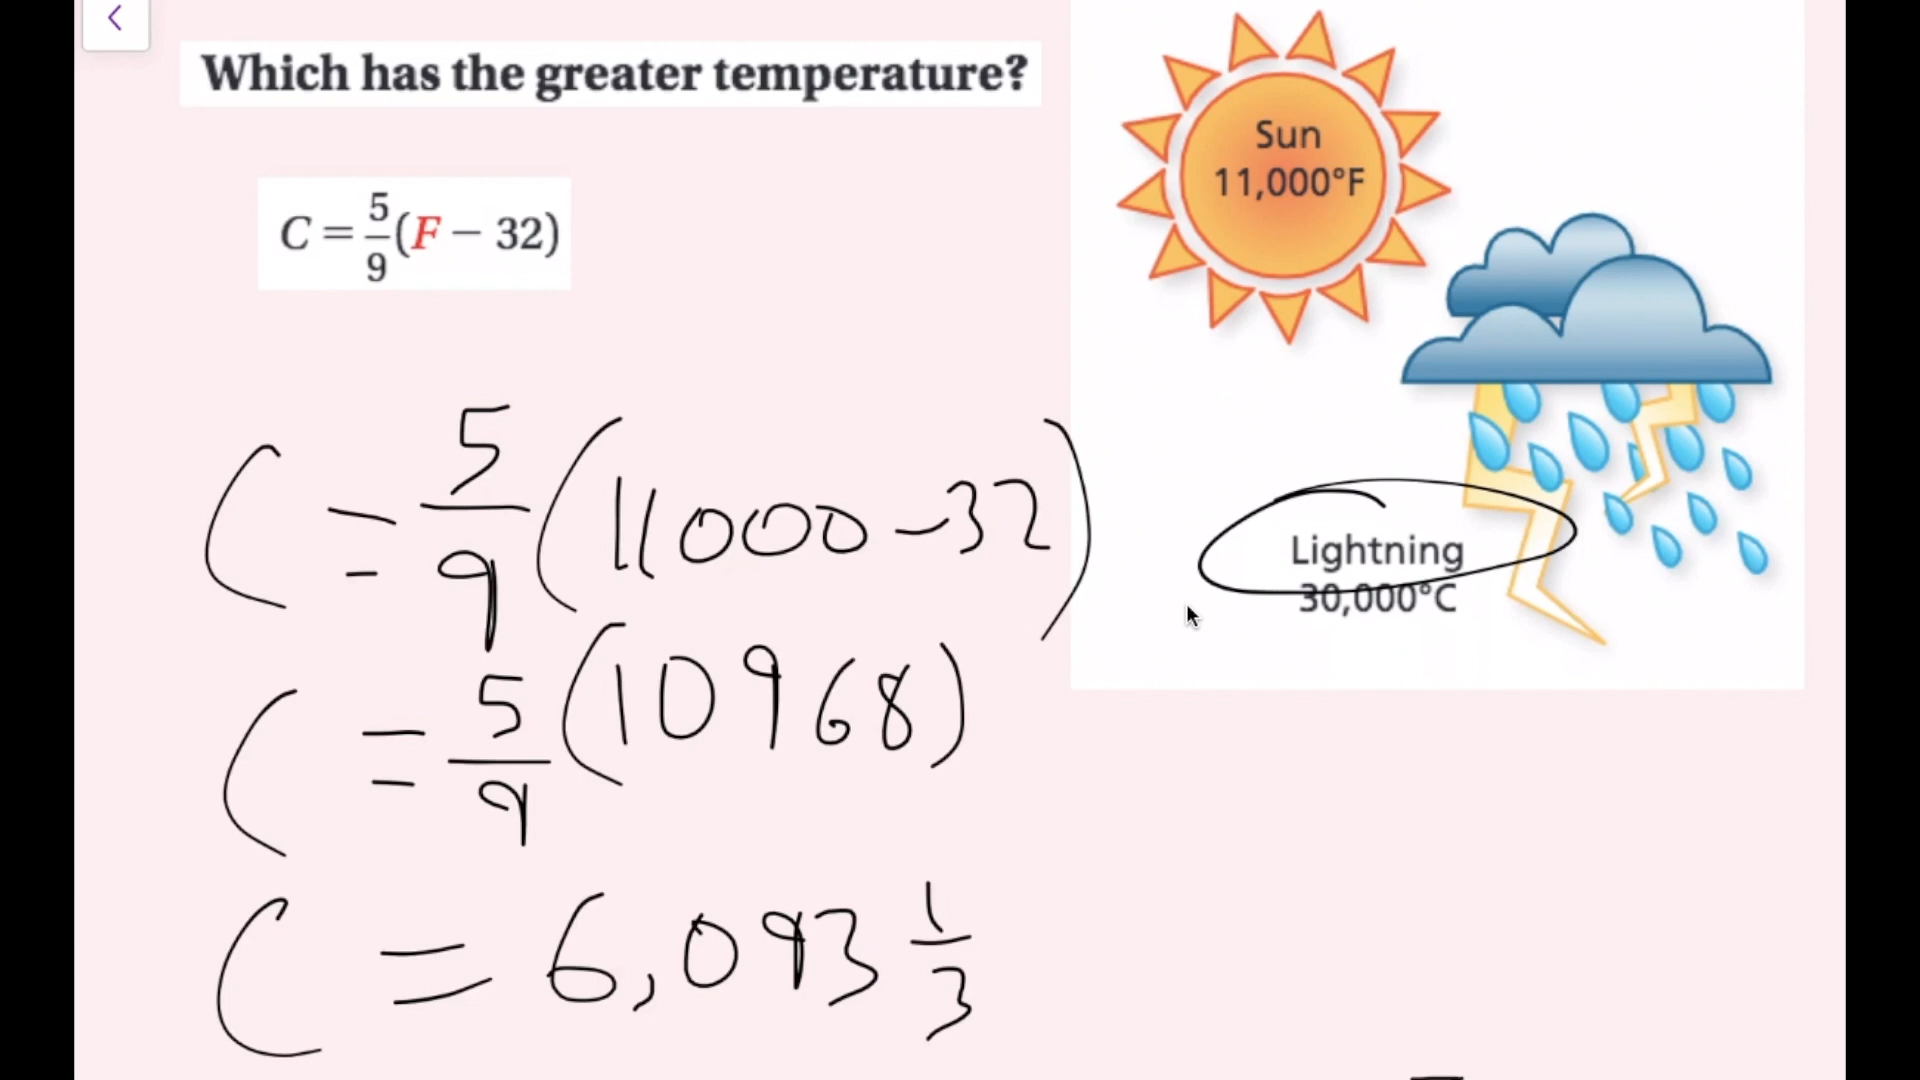 Which has the greater temperature?
Sun
11,000°F
C = 5/9 (F − 32)
C = 5/9 (11000 - 32)
Lightning
30,000°C
C = 5/9 (10968)
C = 6,093 1/3